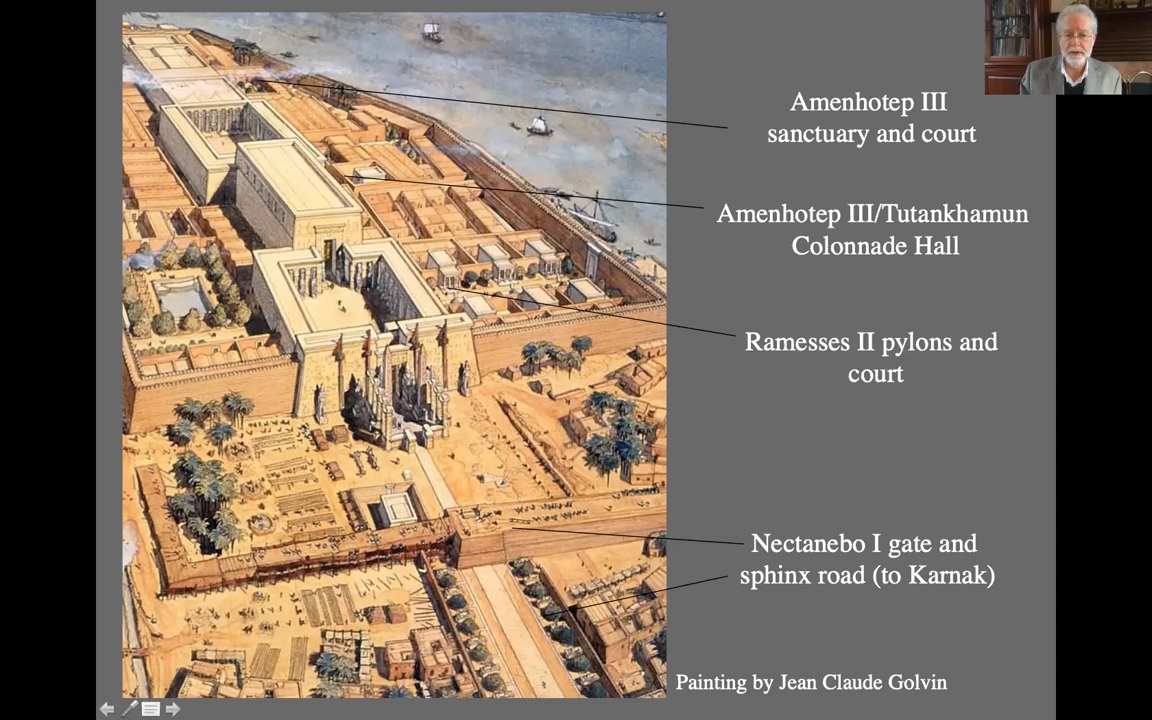 Amenhotep III
sanctuary and court
Amenhotep III/Tutankhamun
Colonnade Hall
Ramesses II pylons and
court
Nectanebo I gate and
sphinx road (to Karnak)
Painting by Jean Claude Golvin